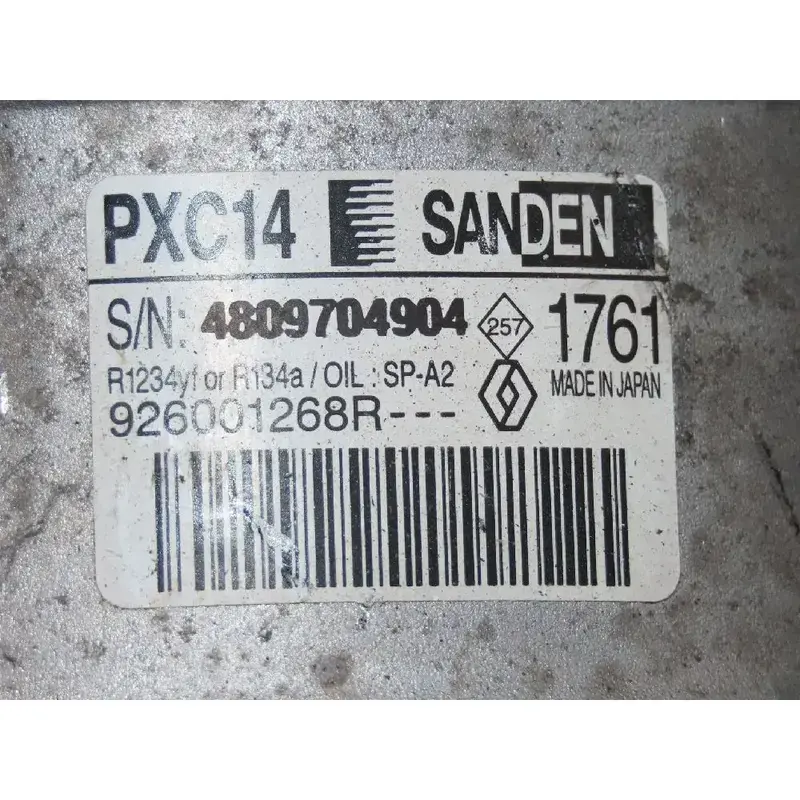 PXC14 SANDEN
S/N: 4809704904 257 1761
R1234yf or R134a / OIL : SP-A2 MADE IN JAPAN
926001268R---